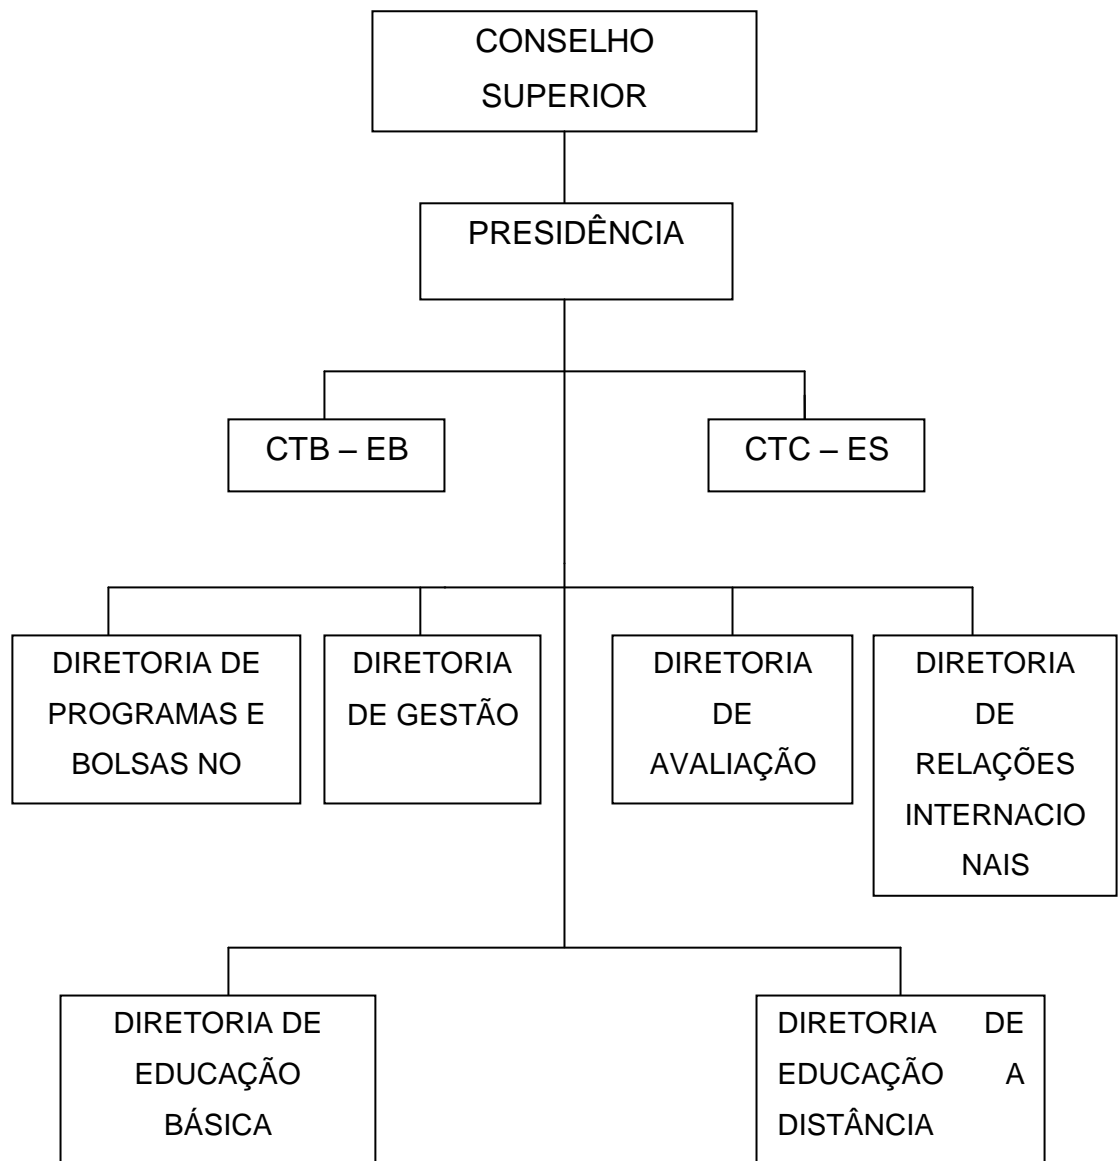 CONSELHO
SUPERIOR
PRESIDÊNCIA
CTB – EB
CTC – ES
DIRETORIA DE
PROGRAMAS E
BOLSAS NO
DIRETORIA
DE GESTÃO
DIRETORIA
DE
AVALIAÇÃO
DIRETORIA
DE
RELAÇÕES
INTERNACIO
NAIS
DIRETORIA DE
EDUCAÇÃO
BÁSICA
DIRETORIA DE
EDUCAÇÃO A
DISTÂNCIA